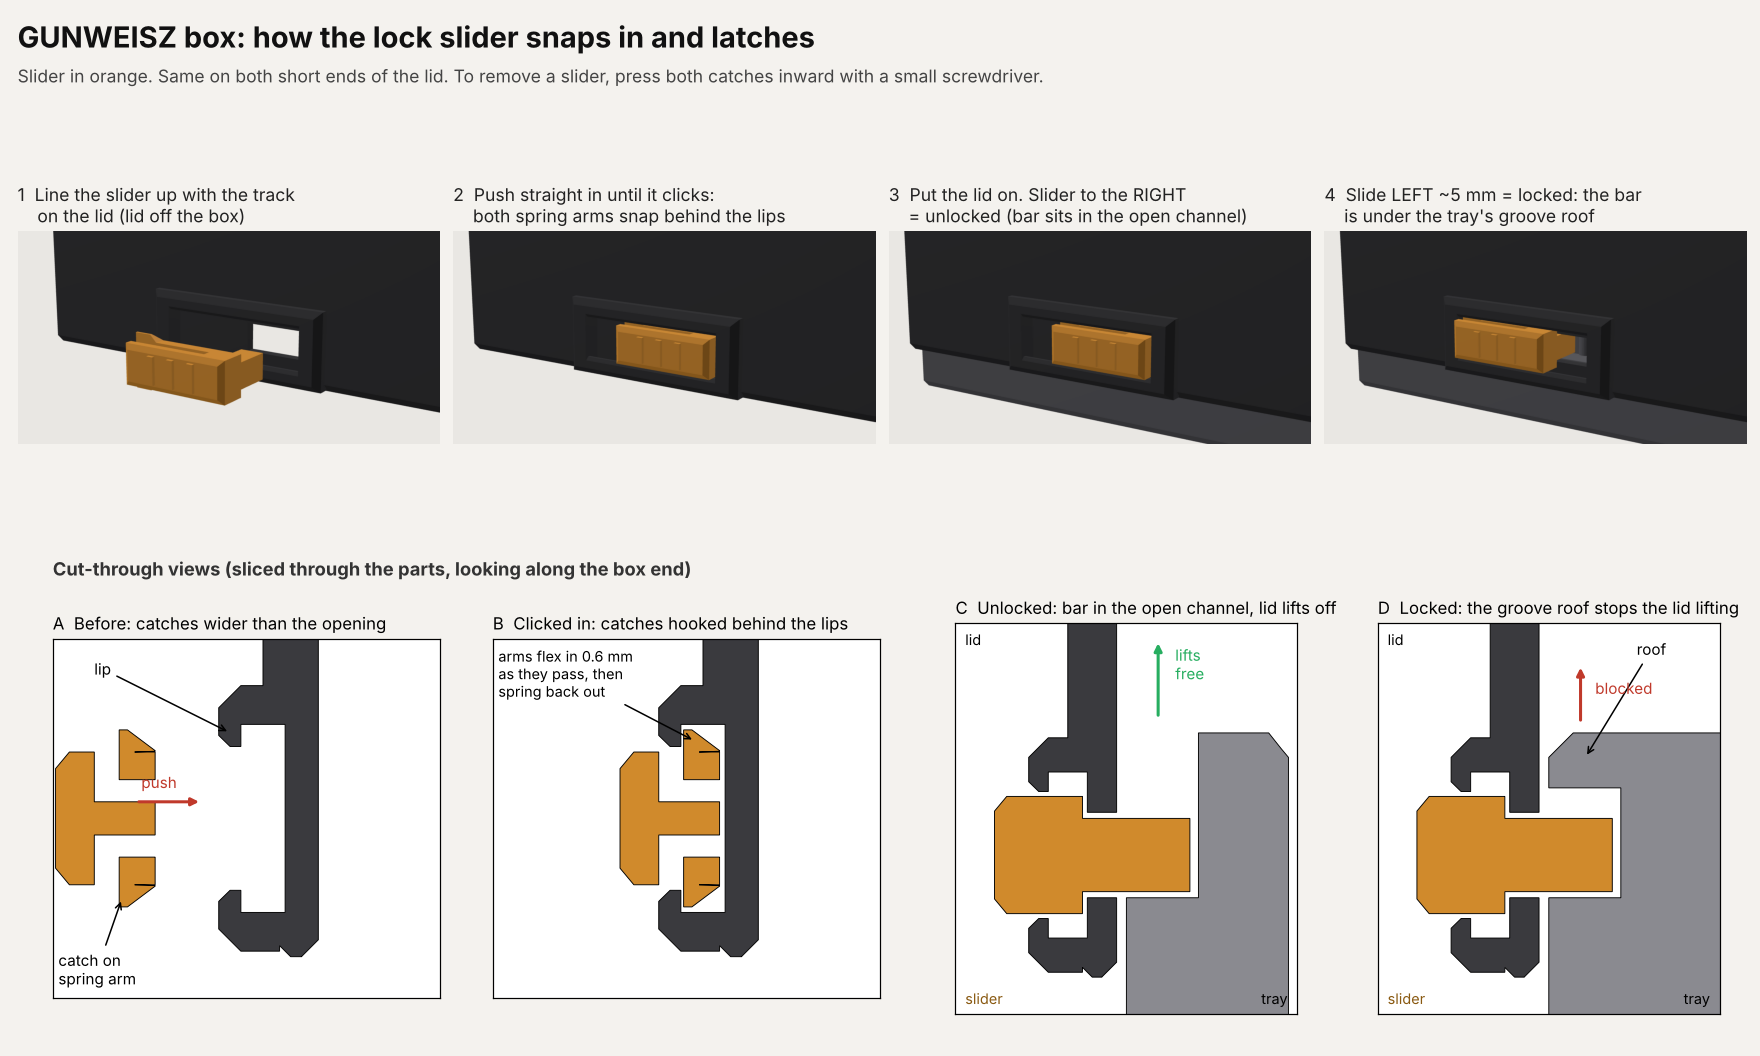 GUNWEISZ box: how the lock slider snaps in and latches
Slider in orange. Same on both short ends of the lid. To remove a slider, press both catches inward with a small screwdriver.
1 Line the slider up with the track
on the lid (lid off the box)
2 Push straight in until it clicks:
both spring arms snap behind the lips
3 Put the lid on. Slider to the RIGHT
= unlocked (bar sits in the open channel)
4 Slide LEFT ~5 mm = locked: the bar
is under the tray's groove roof
Cut-through views (sliced through the parts, looking along the box end)
A Before: catches wider than the opening
lip
push
catch on
spring arm
B Clicked in: catches hooked behind the lips
arms flex in 0.6 mm
as they pass, then
spring back out
C Unlocked: bar in the open channel, lid lifts off
lid
lifts
free
slider
tray
D Locked: the groove roof stops the lid lifting
lid
roof
blocked
slider
tray